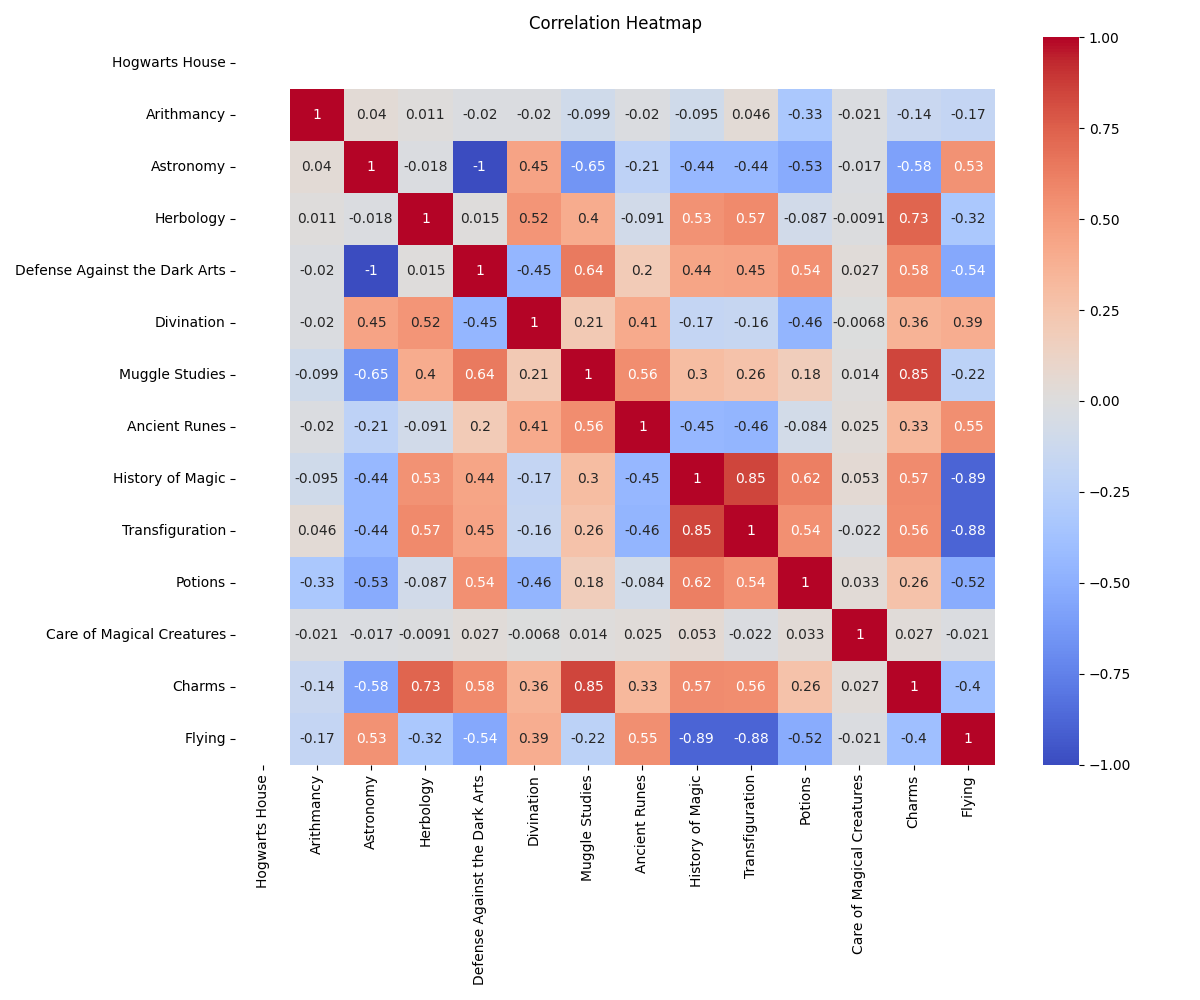 Correlation Heatmap
Hogwarts House
Arithmancy 1 0.04 0.011 -0.02 -0.02 -0.099 -0.02 -0.095 0.046 -0.33 -0.021 -0.14 -0.17
Astronomy 0.04 1 -0.018 -1 0.45 -0.65 -0.21 -0.44 -0.44 -0.53 -0.017 -0.58 0.53
Herbology 0.011 -0.018 1 0.015 0.52 0.4 -0.091 0.53 0.57 -0.087 -0.0091 0.73 -0.32
Defense Against the Dark Arts -0.02 -1 0.015 1 -0.45 0.64 0.2 0.44 0.45 0.54 0.027 0.58 -0.54
Divination -0.02 0.45 0.52 -0.45 1 0.21 0.41 -0.17 -0.16 -0.46 -0.0068 0.36 0.39
Muggle Studies -0.099 -0.65 0.4 0.64 0.21 1 0.56 0.3 0.26 0.18 0.014 0.85 -0.22
Ancient Runes -0.02 -0.21 -0.091 0.2 0.41 0.56 1 -0.45 -0.46 -0.084 0.025 0.33 0.55
History of Magic -0.095 -0.44 0.53 0.44 -0.17 0.3 -0.45 1 0.85 0.62 0.053 0.57 -0.89
Transfiguration 0.046 -0.44 0.57 0.45 -0.16 0.26 -0.46 0.85 1 0.54 -0.022 0.56 -0.88
Potions -0.33 -0.53 -0.087 0.54 -0.46 0.18 -0.084 0.62 0.54 1 0.033 0.26 -0.52
Care of Magical Creatures -0.021 -0.017 -0.0091 0.027 -0.0068 0.014 0.025 0.053 -0.022 0.033 1 0.027 -0.021
Charms -0.14 -0.58 0.73 0.58 0.36 0.85 0.33 0.57 0.56 0.26 0.027 1 -0.4
Flying -0.17 0.53 -0.32 -0.54 0.39 -0.22 0.55 -0.89 -0.88 -0.52 -0.021 -0.4 1
Hogwarts House
Arithmancy
Astronomy
Herbology
Defense Against the Dark Arts
Divination
Muggle Studies
Ancient Runes
History of Magic
Transfiguration
Potions
Care of Magical Creatures
Charms
Flying
1.00
0.75
0.50
0.25
0.00
−0.25
−0.50
−0.75
−1.00